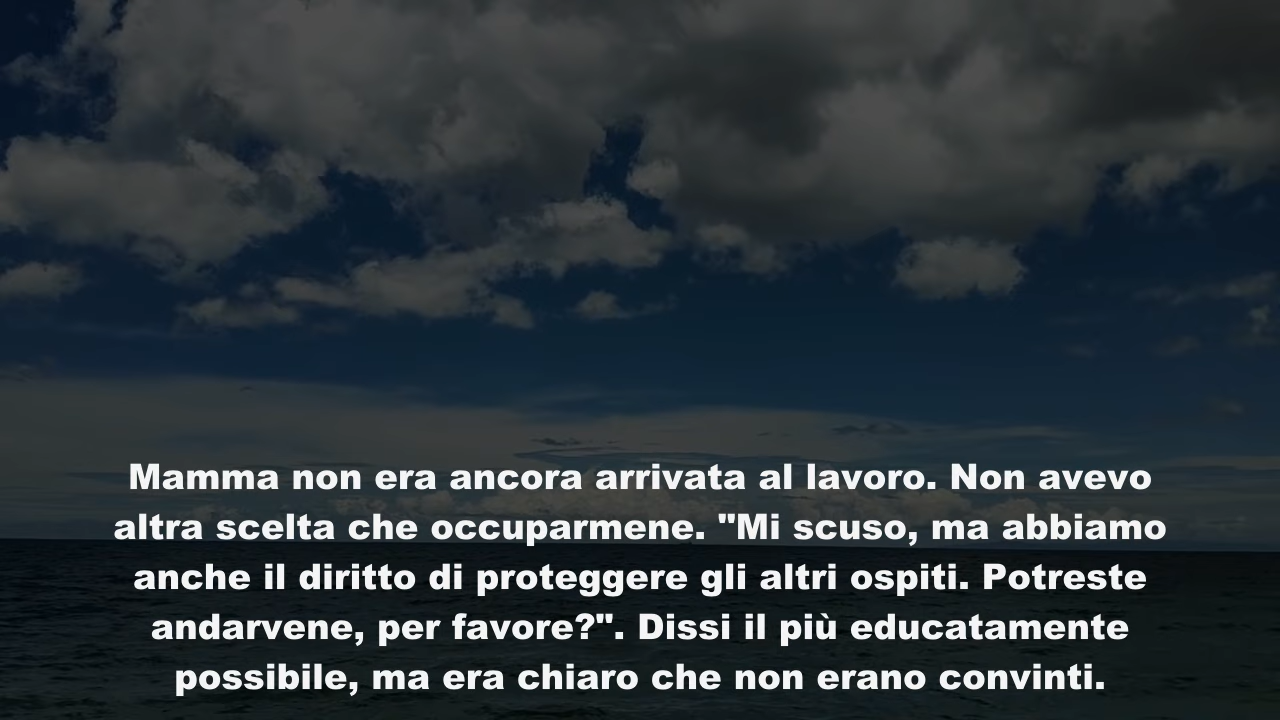 Mamma non era ancora arrivata al lavoro. Non avevo
altra scelta che occuparmene. "Mi scuso, ma abbiamo
anche il diritto di proteggere gli altri ospiti. Potreste
andarvene, per favore?". Dissi il più educatamente
possibile, ma era chiaro che non erano convinti.